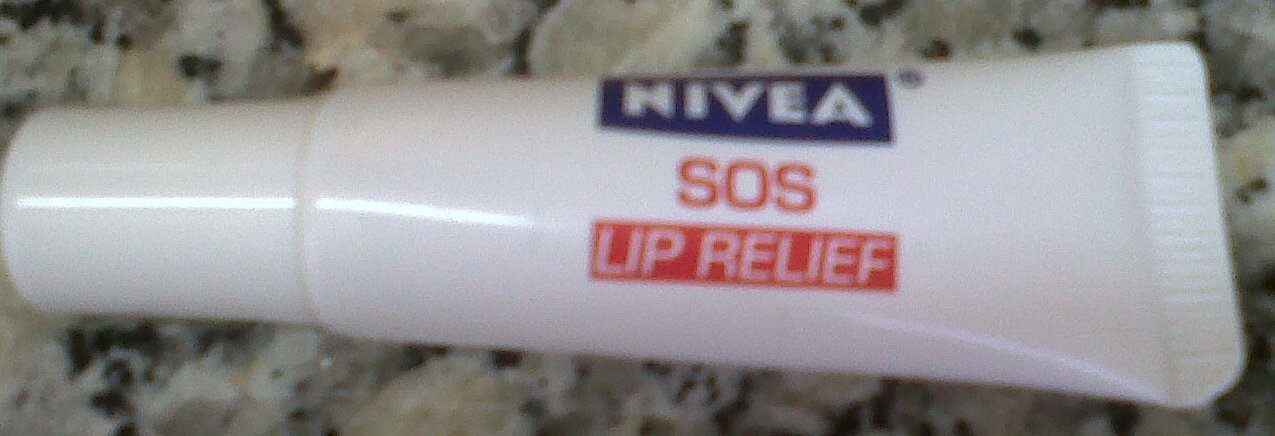 NIVEA®
SOS
LIP RELIEF